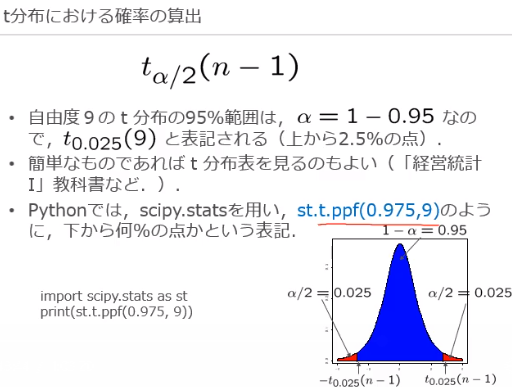 t分布における確率の算出
t_{α/2}(n − 1)
• 自由度９のｔ分布の95%範囲は，α = 1 − 0.95 なの
で，t_{0.025}(9) と表記される（上から2.5%の点）．
• 簡単なものであればｔ分布表を見るのもよい（「経営統計
I」教科書など．）．
• Pythonでは，scipy.statsを用い，st.t.ppf(0.975,9)のよう
に，下から何%の点かという表記．
1 − α = 0.95
α/2 = 0.025
α/2 = 0.025
import scipy.stats as st
print(st.t.ppf(0.975, 9))
−t_{0.025}(n − 1)
t_{0.025}(n − 1)